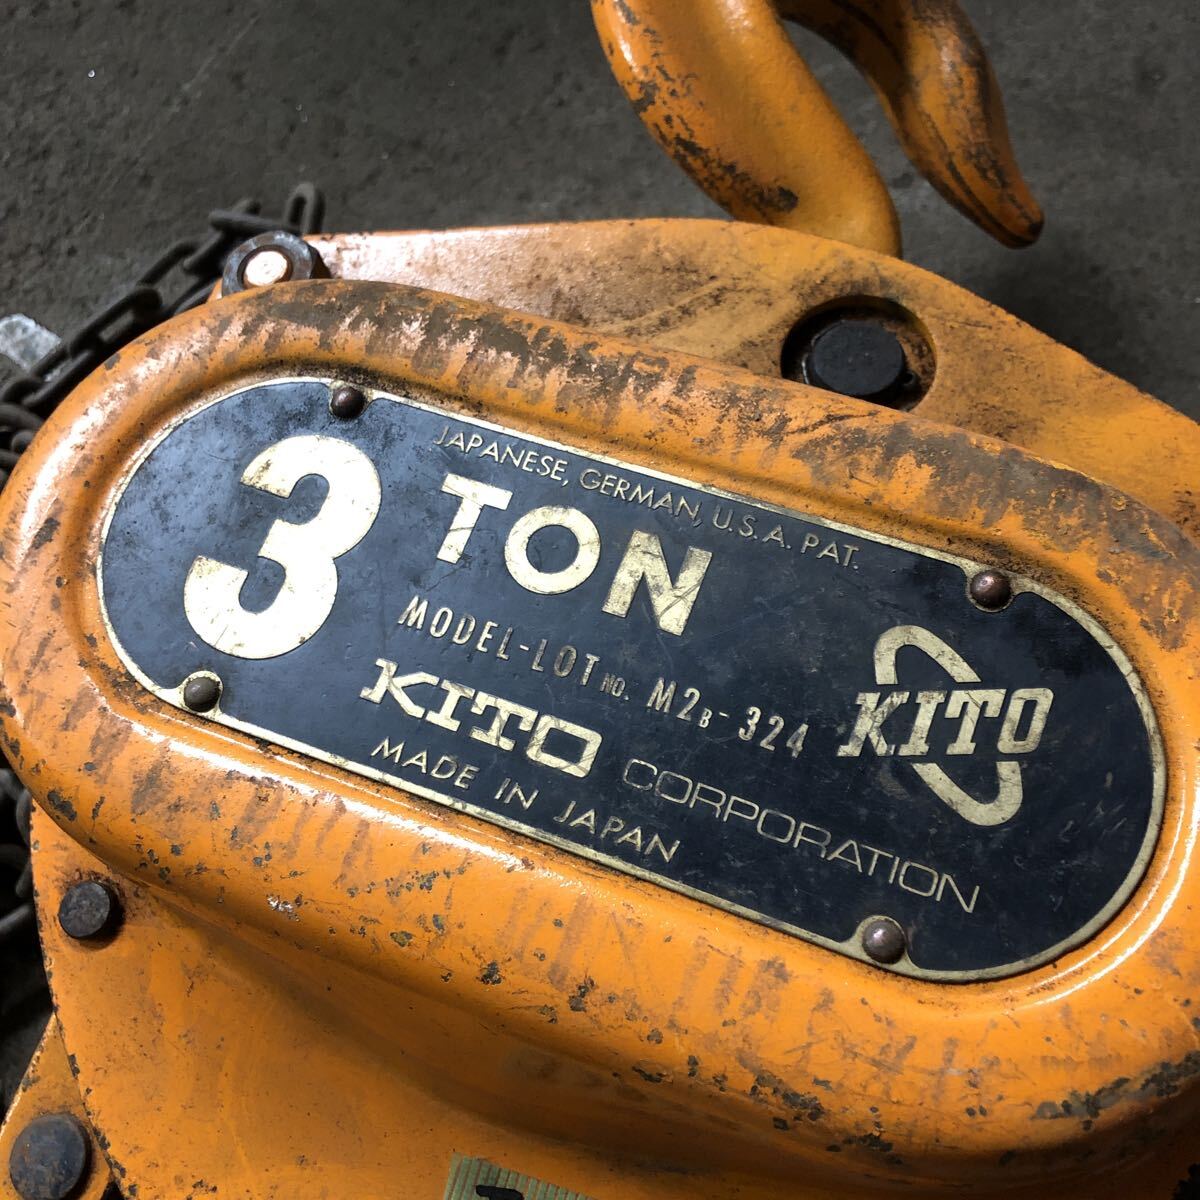 JAPANESE, GERMAN, U.S.A. PAT.
3 TON
MODEL-LOT NO. M2B-324
KITO CORPORATION
MADE IN JAPAN
KITO